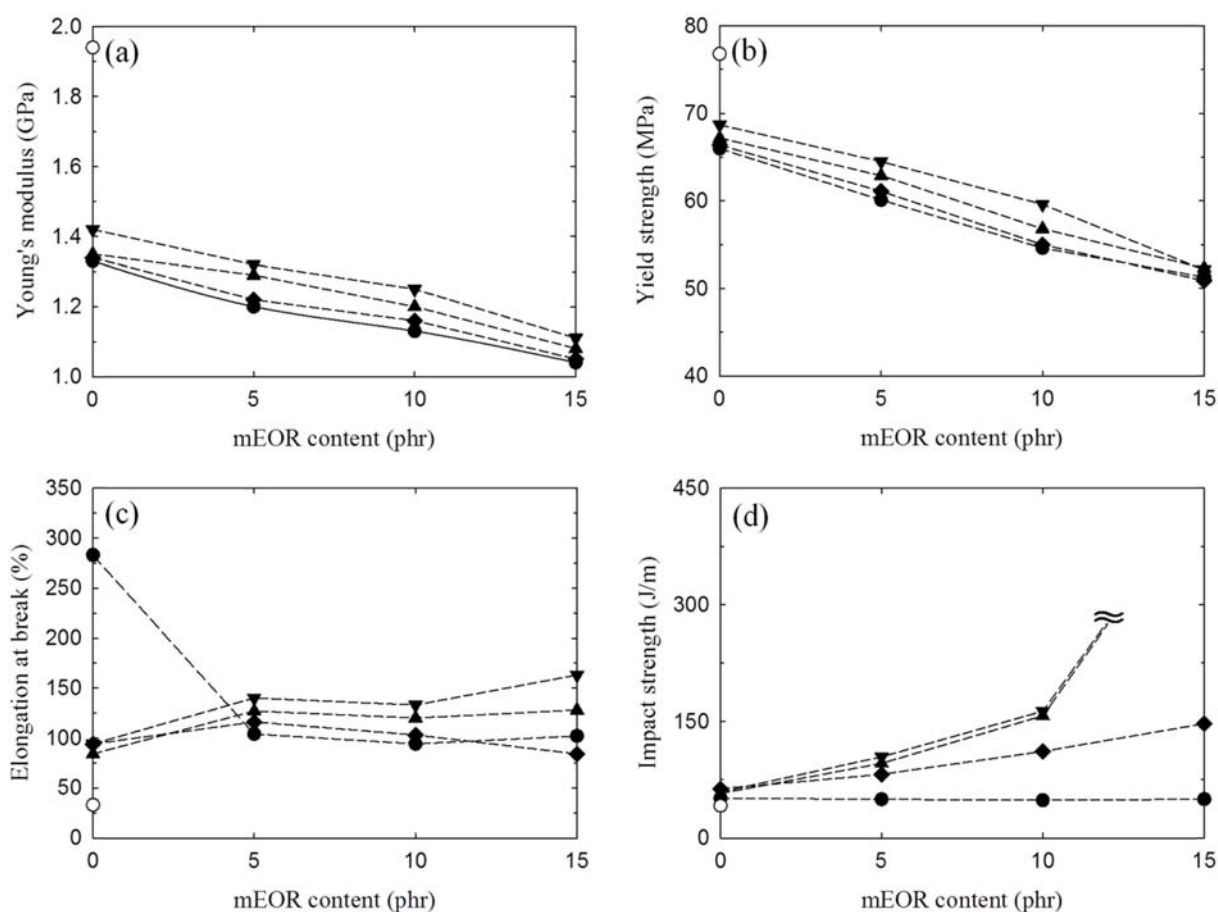 (a)
Young's modulus (GPa)
2.0
1.8
1.6
1.4
1.2
1.0
0 5 10 15
mEOR content (phr)
(b)
Yield strength (MPa)
80
70
60
50
40
0 5 10 15
mEOR content (phr)
(c)
Elongation at break (%)
350
300
250
200
150
100
50
0
0 5 10 15
mEOR content (phr)
(d)
Impact strength (J/m)
450
300
150
0
0 5 10 15
mEOR content (phr)